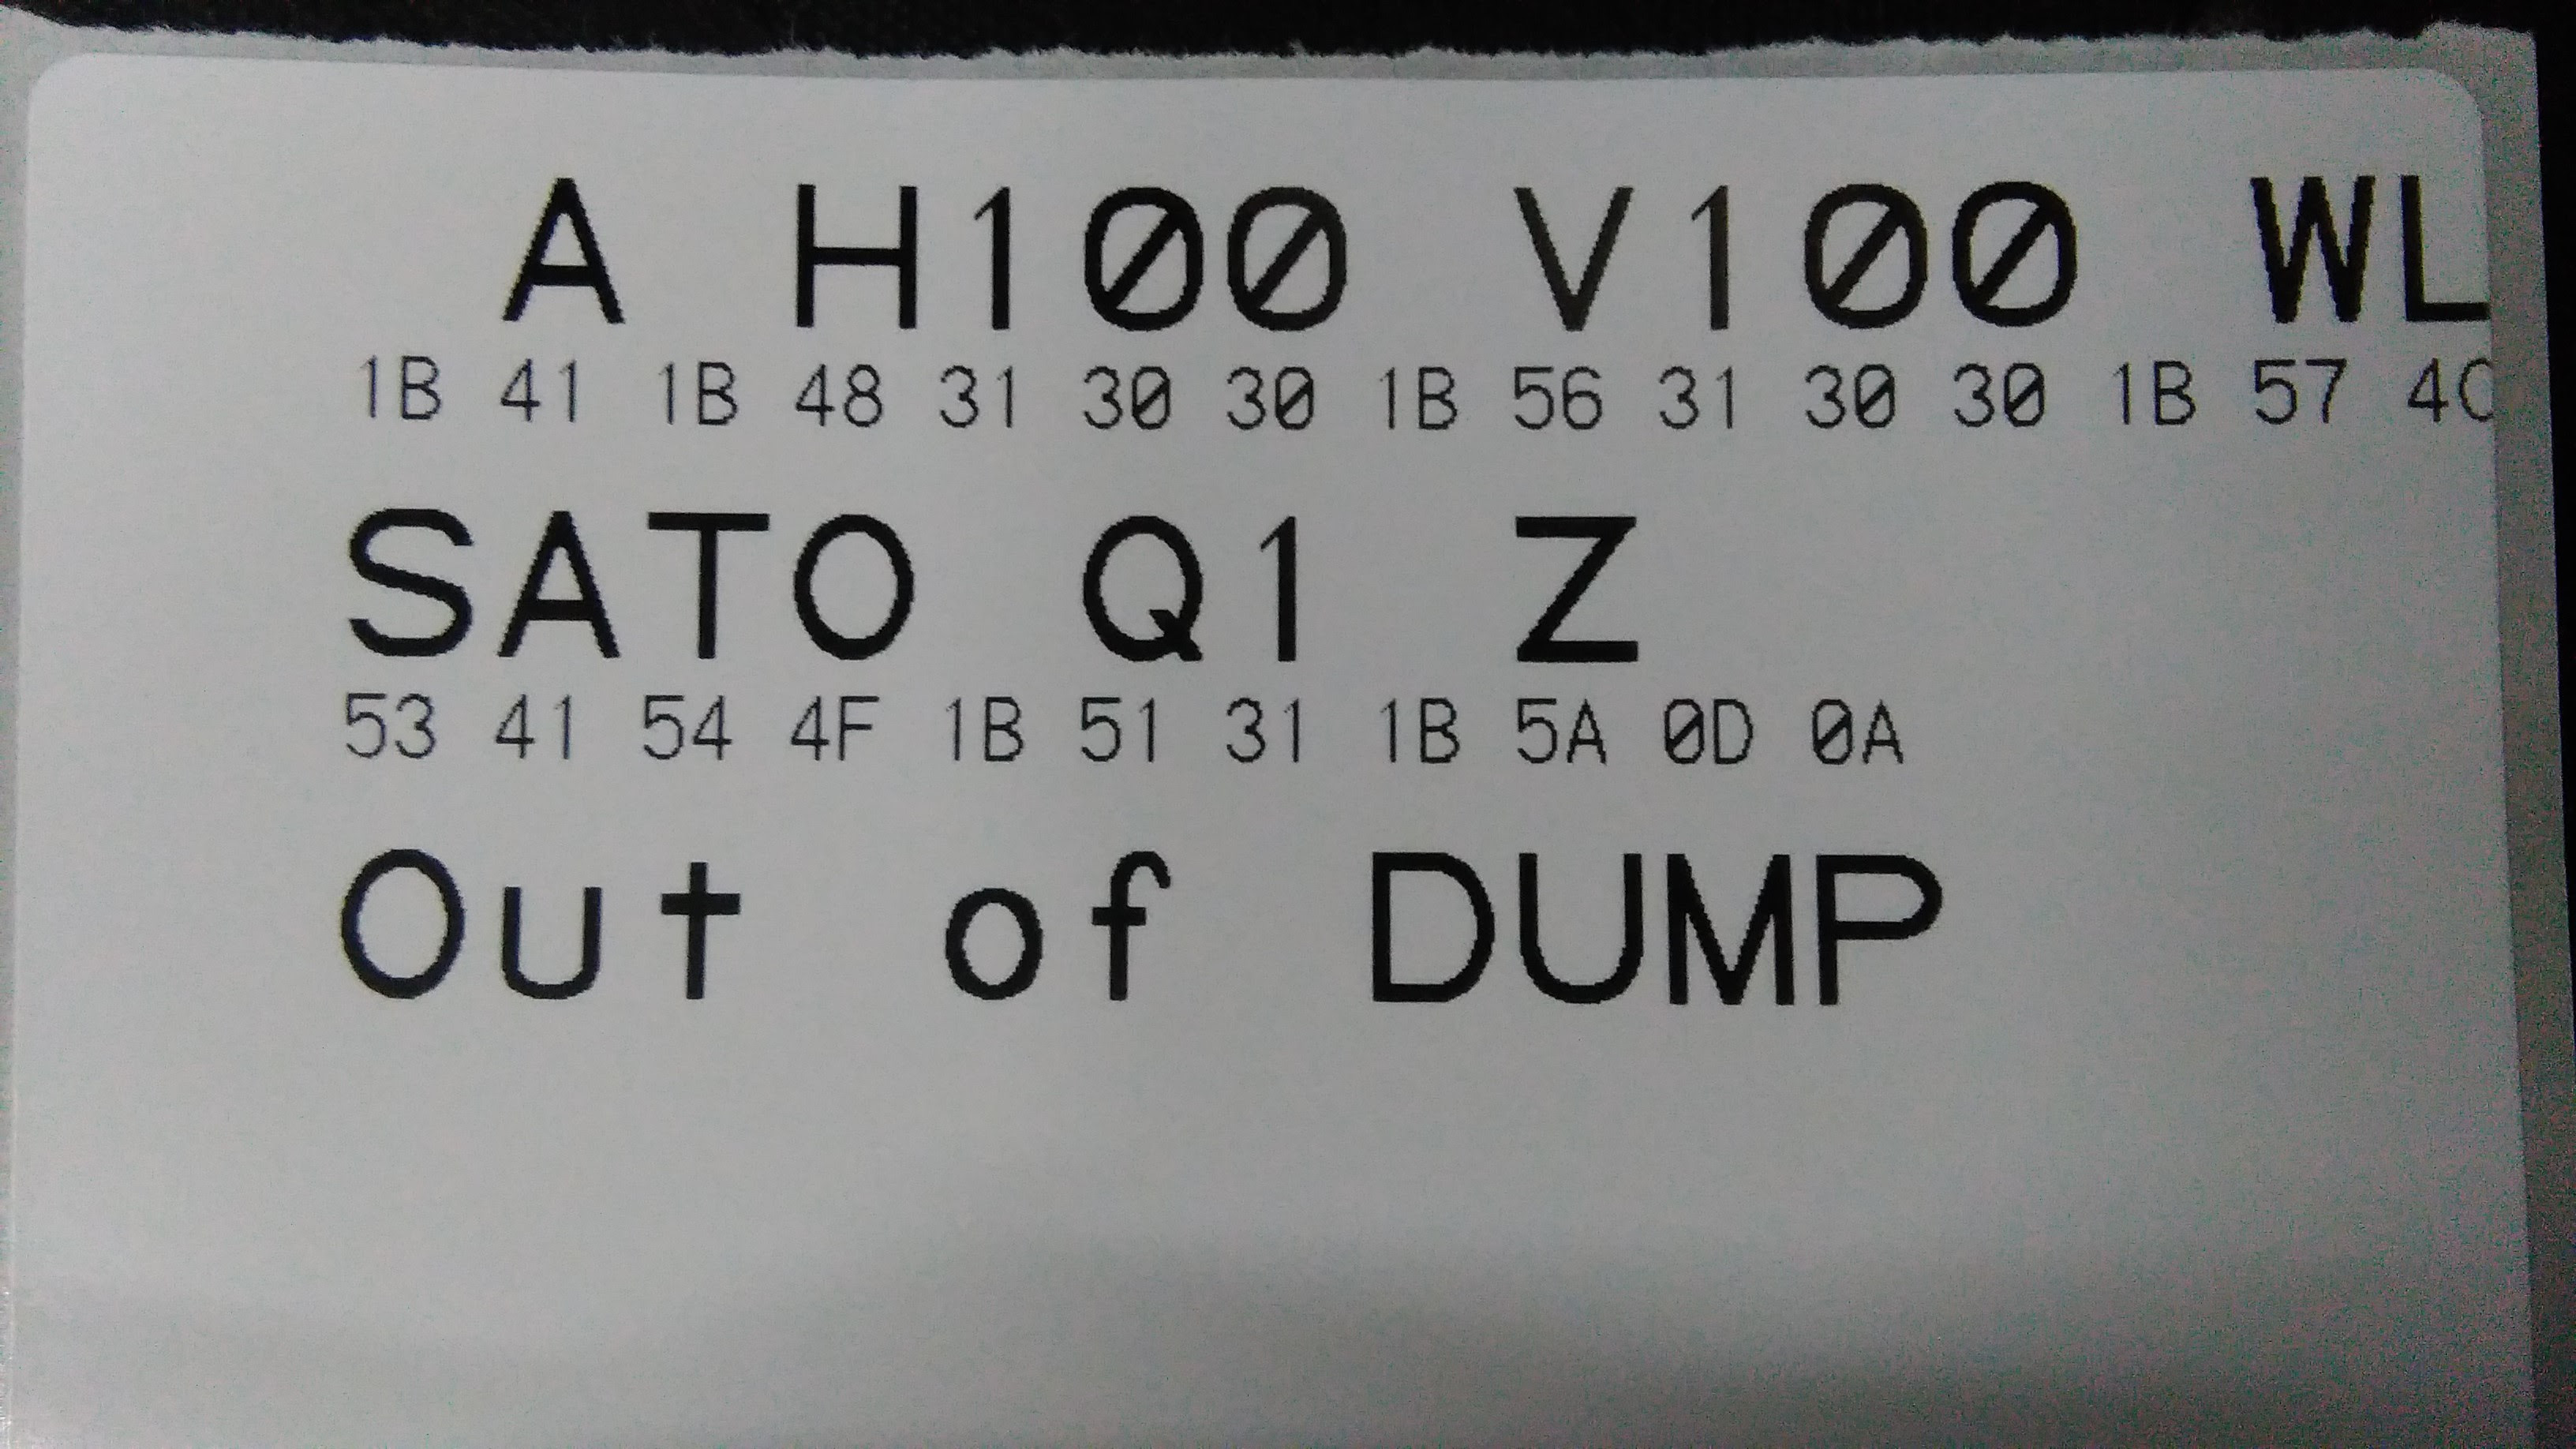 A H100 V100 WL
1B 41 1B 48 31 30 30 1B 56 31 30 30 1B 57 4C
SATO Q1 Z
53 41 54 4F 1B 51 31 1B 5A 0D 0A
Out of DUMP